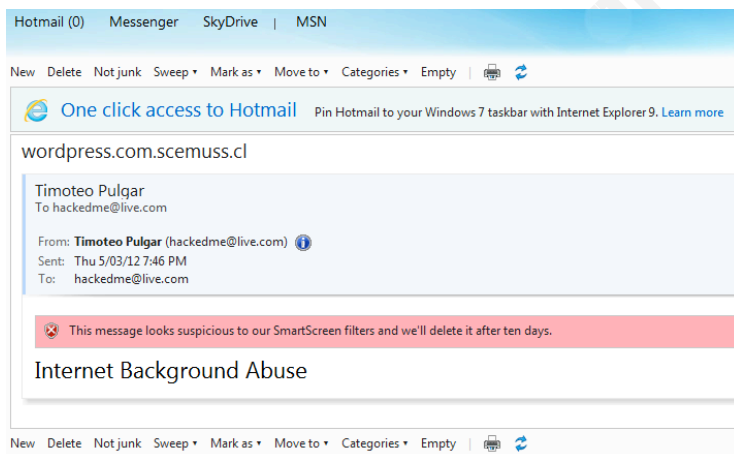 Hotmail (0) Messenger SkyDrive | MSN
New Delete Not junk Sweep Mark as Move to Categories Empty |
One click access to Hotmail Pin Hotmail to your Windows 7 taskbar with Internet Explorer 9. Learn more
wordpress.com.scemuss.cl
Timoteo Pulgar
To hackedme@live.com
From: Timoteo Pulgar (hackedme@live.com)
Sent: Thu 5/03/12 7:46 PM
To: hackedme@live.com
This message looks suspicious to our SmartScreen filters and we'll delete it after ten days.
Internet Background Abuse
New Delete Not junk Sweep Mark as Move to Categories Empty |